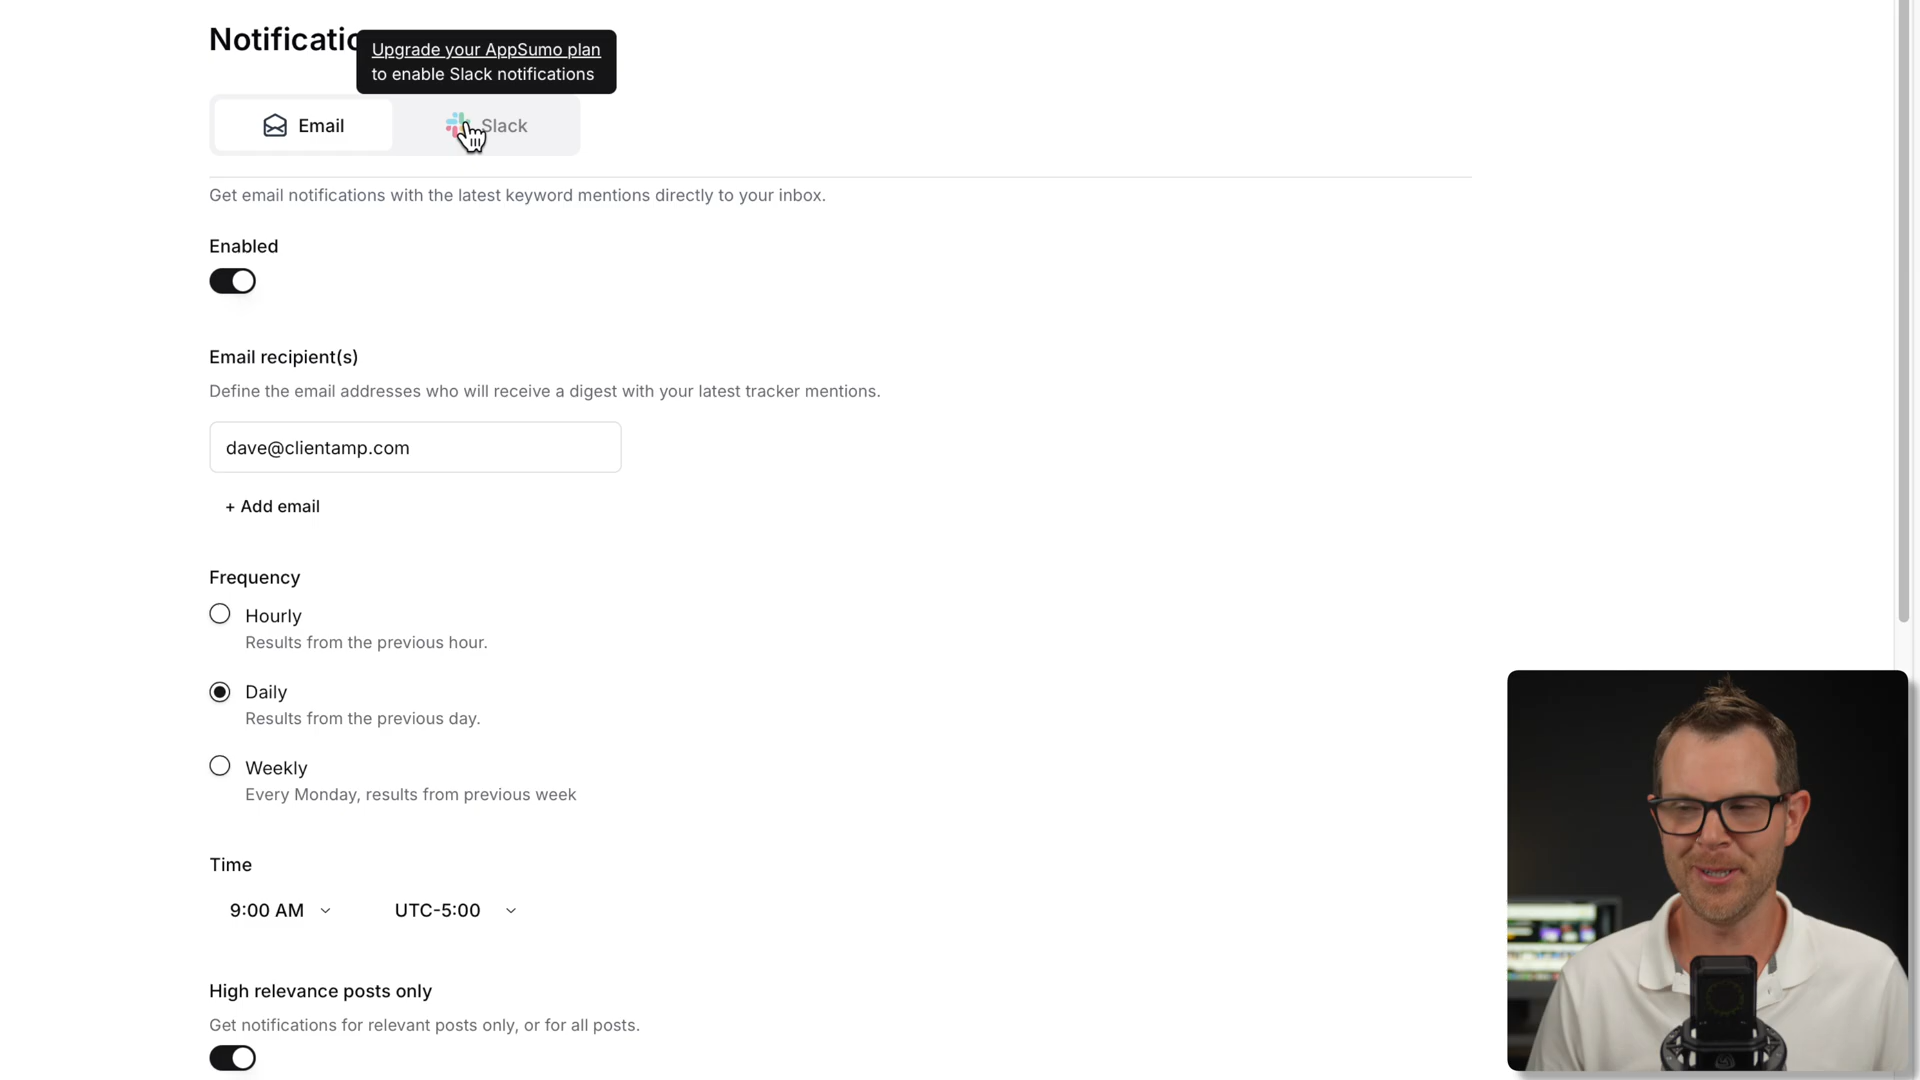 Notificatio
Upgrade your AppSumo plan
to enable Slack notifications
Email
Slack
Get email notifications with the latest keyword mentions directly to your inbox.
Enabled
Email recipient(s)
Define the email addresses who will receive a digest with your latest tracker mentions.
dave@clientamp.com
+ Add email
Frequency
Hourly
Results from the previous hour.
Daily
Results from the previous day.
Weekly
Every Monday, results from previous week
Time
9:00 AM
UTC-5:00
High relevance posts only
Get notifications for relevant posts only, or for all posts.